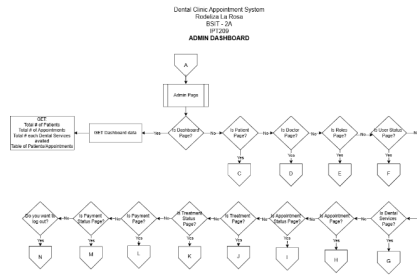 Dental Clinic Appointment System
Rodeliza La Rosa
BSIT - 2A
IPT209
ADMIN DASHBOARD
A
Admin Page
GET:
Total # of Patients
Total # of Appointments
Total # each Dental Services
availed
Table of Patients/Appointments
GET Dashboard data
Yes
Is Dashboard
Page?
No
Is Patient
Page?
No
Is Doctor
Page?
No
Is Roles
Page?
No
Is User Status
Page?
No
Yes
Yes
Yes
Yes
C
D
E
F
Do you want to
log out?
No
Is Payment
Status Page?
No
Is Payment
Page?
No
Is Treatment
Status Page?
No
Is Treatment
Page?
No
Is Appointment
Status Page?
No
Is Appointment
Page?
No
Is Dental
Services
Page?
Yes
Yes
Yes
Yes
Yes
Yes
Yes
Yes
N
M
L
K
J
I
H
G